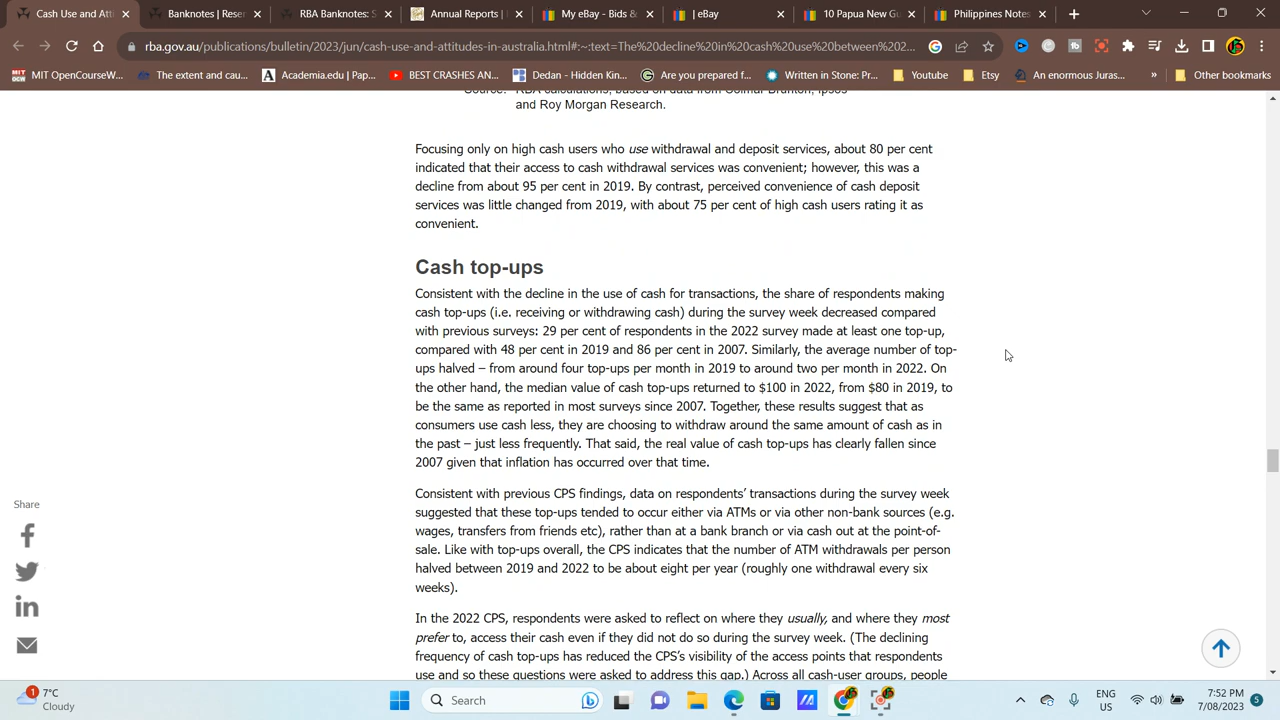 Cash Use and Atti
Banknotes | Reser
RBA Banknotes: S
Annual Reports |
My eBay - Bids &
| eBay
10 Papua New Gu
Philippines Notes
rba.gov.au/publications/bulletin/2023/jun/cash-use-and-attitudes-in-australia.html#:~:text=The%20decline%20in%20cash%20use%20between%202...
MIT OpenCourseW...
The extent and cau...
Academia.edu | Pap...
BEST CRASHES AN...
Dedan - Hidden Kin...
Are you prepared f...
Written in Stone: Pr...
Youtube
Etsy
An enormous Juras...
»
Other bookmarks
and Roy Morgan Research.
Focusing only on high cash users who use withdrawal and deposit services, about 80 per cent
indicated that their access to cash withdrawal services was convenient; however, this was a
decline from about 95 per cent in 2019. By contrast, perceived convenience of cash deposit
services was little changed from 2019, with about 75 per cent of high cash users rating it as
convenient.
Cash top-ups
Consistent with the decline in the use of cash for transactions, the share of respondents making
cash top-ups (i.e. receiving or withdrawing cash) during the survey week decreased compared
with previous surveys: 29 per cent of respondents in the 2022 survey made at least one top-up,
compared with 48 per cent in 2019 and 86 per cent in 2007. Similarly, the average number of top-
ups halved – from around four top-ups per month in 2019 to around two per month in 2022. On
the other hand, the median value of cash top-ups returned to $100 in 2022, from $80 in 2019, to
be the same as reported in most surveys since 2007. Together, these results suggest that as
consumers use cash less, they are choosing to withdraw around the same amount of cash as in
the past – just less frequently. That said, the real value of cash top-ups has clearly fallen since
2007 given that inflation has occurred over that time.
Consistent with previous CPS findings, data on respondents' transactions during the survey week
suggested that these top-ups tended to occur either via ATMs or via other non-bank sources (e.g.
wages, transfers from friends etc), rather than at a bank branch or via cash out at the point-of-
sale. Like with top-ups overall, the CPS indicates that the number of ATM withdrawals per person
halved between 2019 and 2022 to be about eight per year (roughly one withdrawal every six
weeks).
In the 2022 CPS, respondents were asked to reflect on where they usually, and where they most
prefer to, access their cash even if they did not do so during the survey week. (The declining
frequency of cash top-ups has reduced the CPS's visibility of the access points that respondents
use and so these questions were asked to address this gap.) Across all cash-user groups, people
Share
1
7°C
Cloudy
Search
ENG
US
7:52 PM
7/08/2023
5